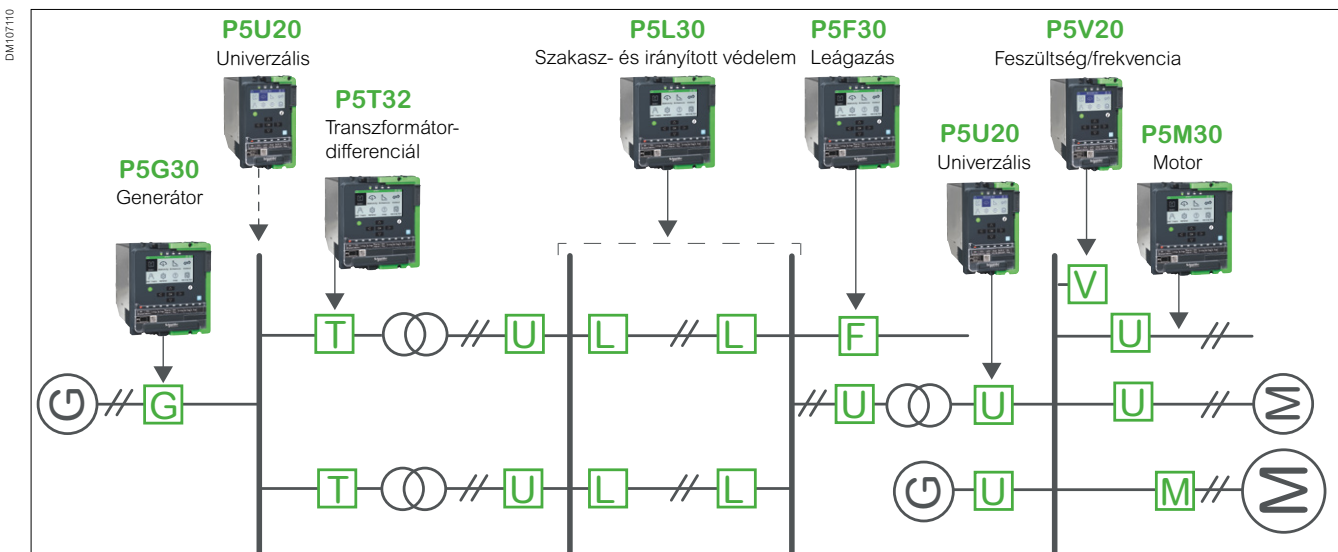 DM107110
P5U20
Univerzális
P5L30
Szakasz- és irányított védelem
P5F30
Leágazás
P5V20
Feszültség/frekvencia
P5T32
Transzformátor-
differenciál
P5U20
Univerzális
P5M30
Motor
P5G30
Generátor
V
T U L L F U
G G U U U M
T U L L G U M M